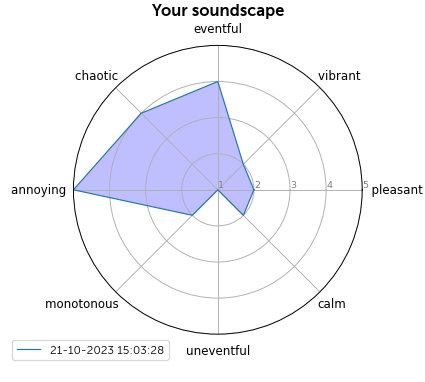 Your soundscape
eventful
chaotic
vibrant
annoying
1
2
3
4
5
pleasant
monotonous
calm
uneventful
21-10-2023 15:03:28